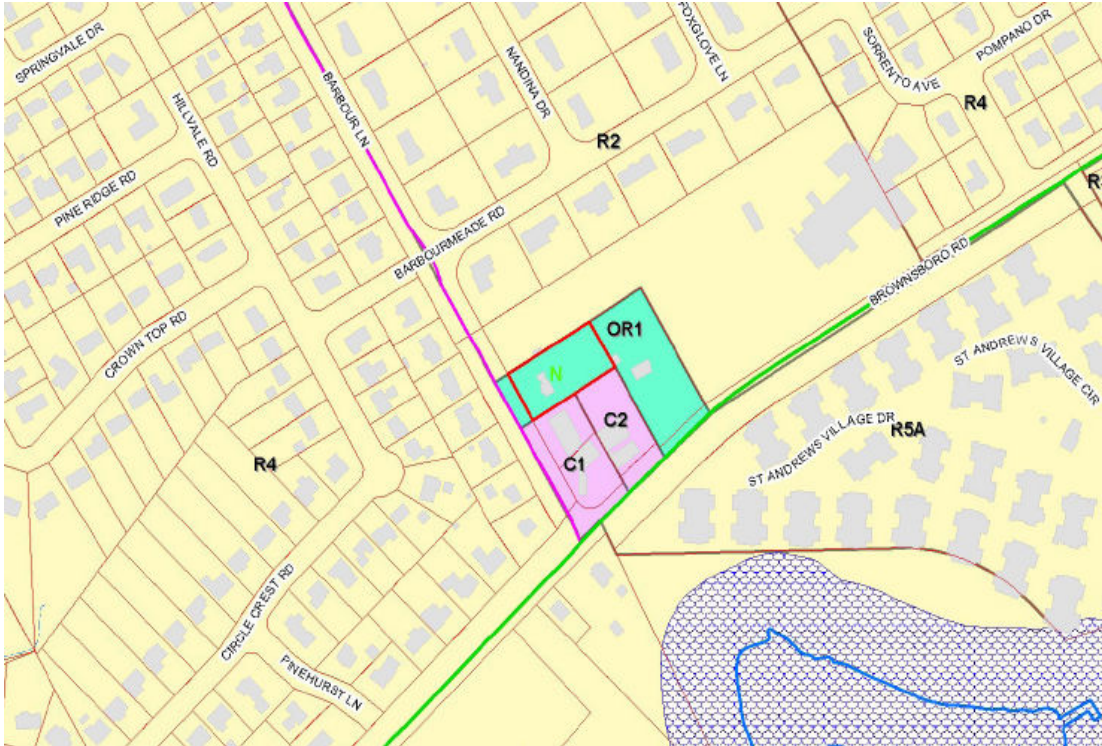 SPRINGVALE DR
HILLVALE RD
BARBOUR LN
NANDINA DR
FOXGLOVE LN
SORRENTO AVE
POMPANO DR
R4
R2
PINE RIDGE RD
BARBOURMEADE RD
BROWNSBORO RD
CROWN TOP RD
OR1
N
C2
C1
R4
ST ANDREWS VILLAGE CIR
ST ANDREWS VILLAGE DR
R5A
CIRCLE CREST RD
PINEHURST LN